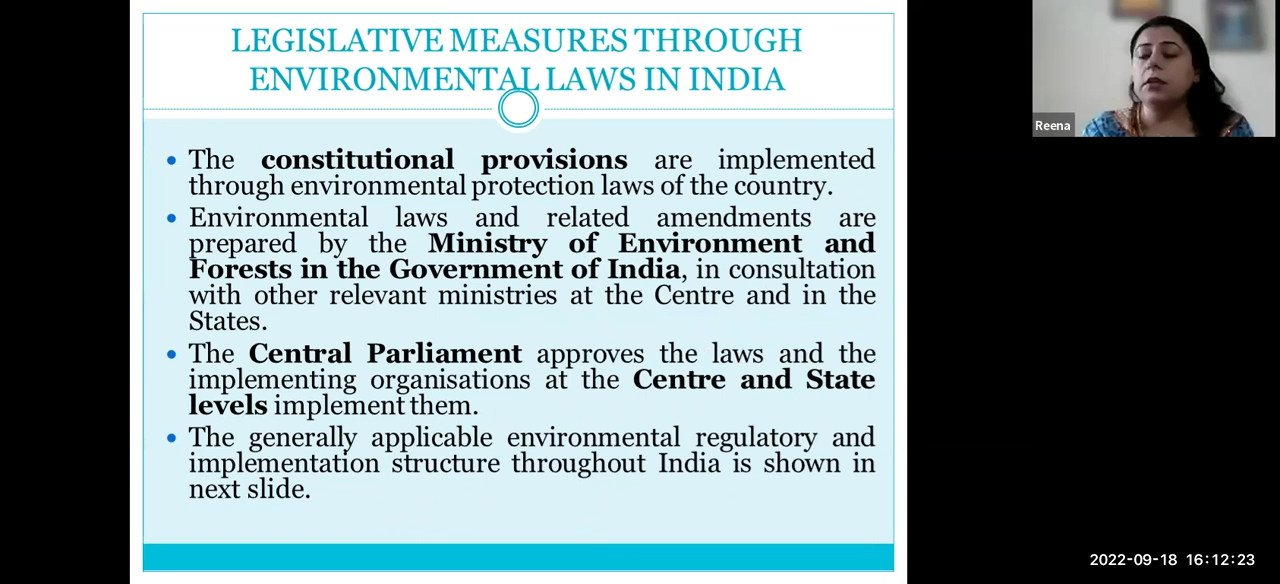 LEGISLATIVE MEASURES THROUGH
ENVIRONMENTAL LAWS IN INDIA
• The constitutional provisions are implemented
through environmental protection laws of the country.
• Environmental laws and related amendments are
prepared by the Ministry of Environment and
Forests in the Government of India, in consultation
with other relevant ministries at the Centre and in the
States.
• The Central Parliament approves the laws and the
implementing organisations at the Centre and State
levels implement them.
• The generally applicable environmental regulatory and
implementation structure throughout India is shown in
next slide.
Reena
2022-09-18 16:12:23